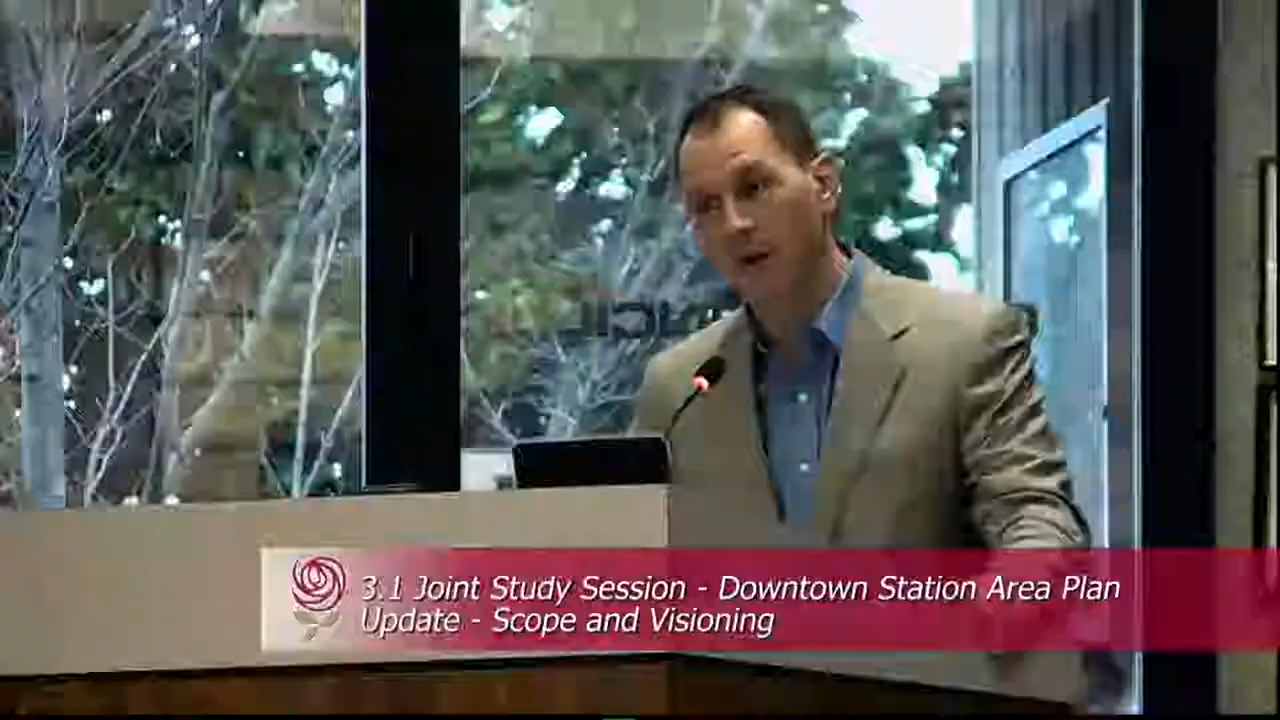 3.1 Joint Study Session - Downtown Station Area Plan
Update - Scope and Visioning